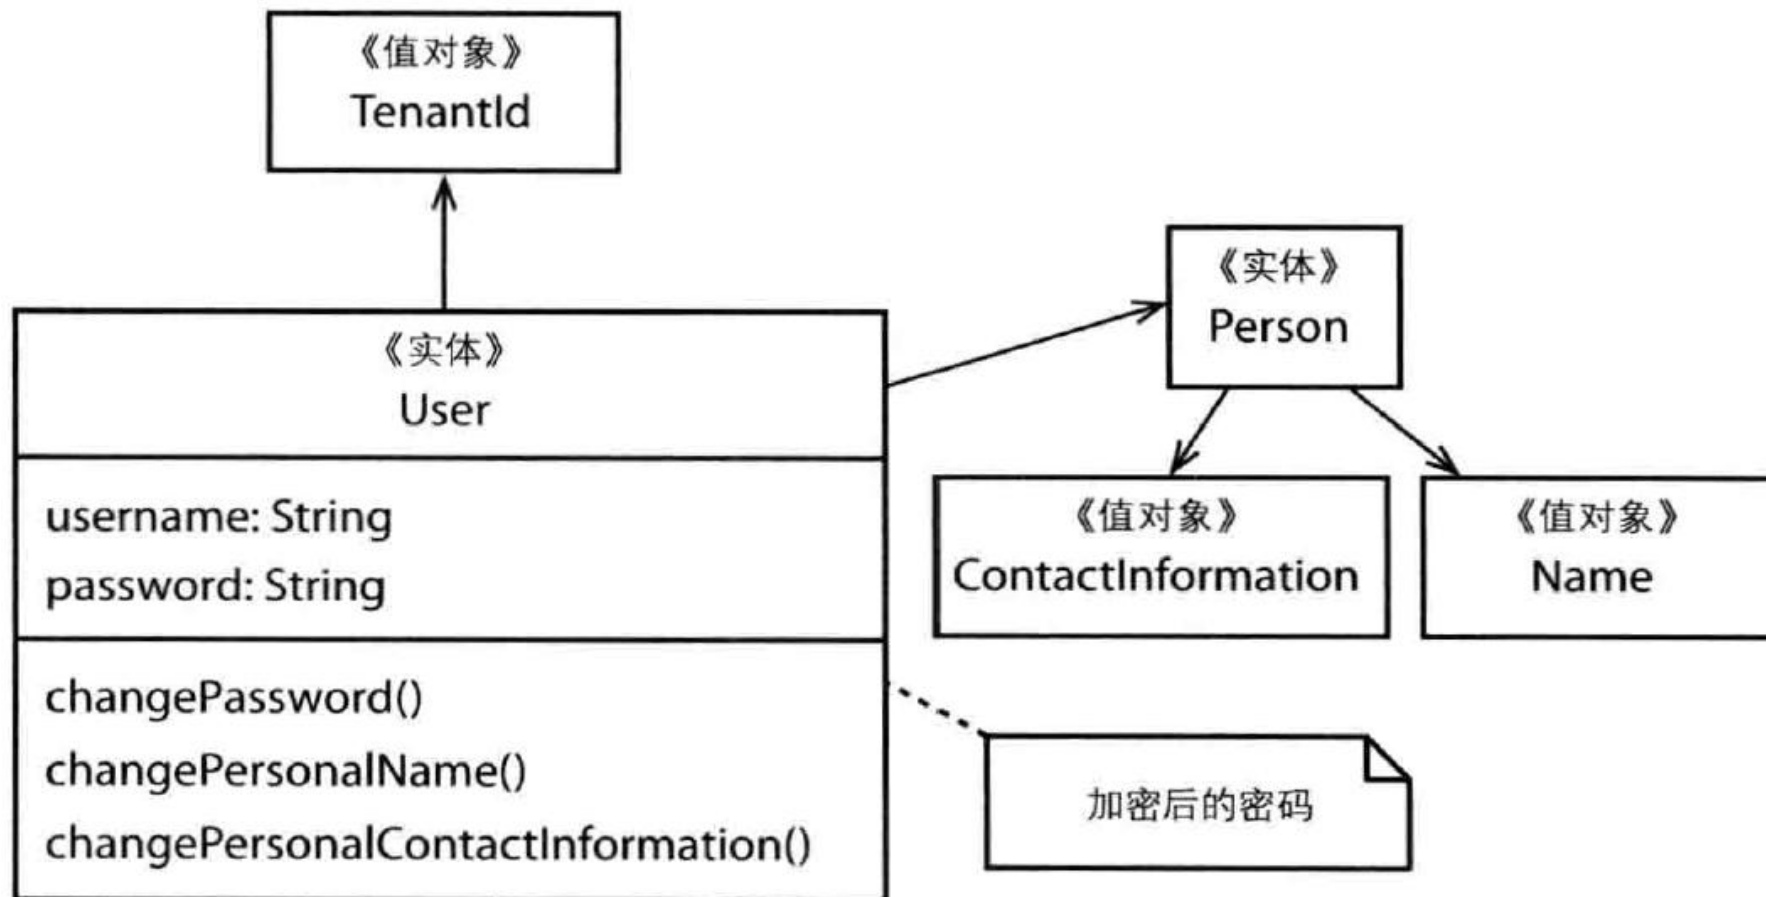 《值对象》
TenantId
《实体》
User
username: String
password: String
changePassword()
changePersonalName()
changePersonalContactInformation()
《实体》
Person
《值对象》
ContactInformation
《值对象》
Name
加密后的密码